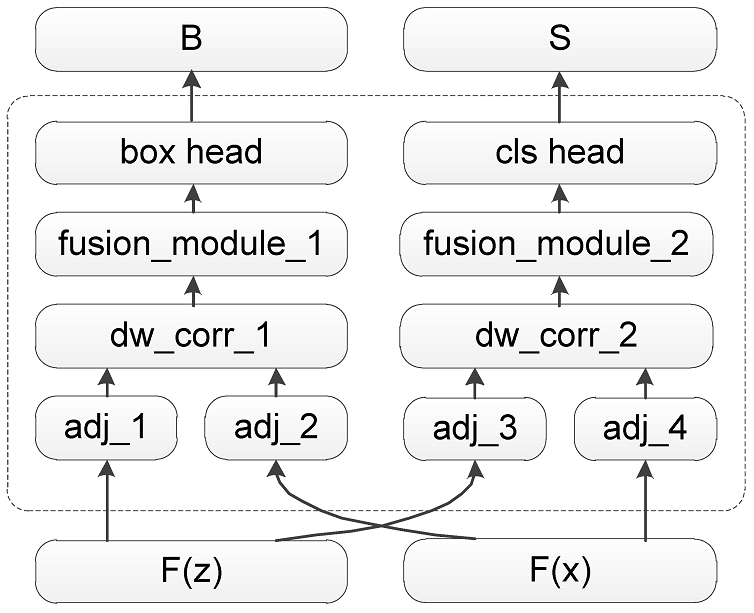 B
S
box head
cls head
fusion_module_1
fusion_module_2
dw_corr_1
dw_corr_2
adj_1
adj_2
adj_3
adj_4
F(z)
F(x)